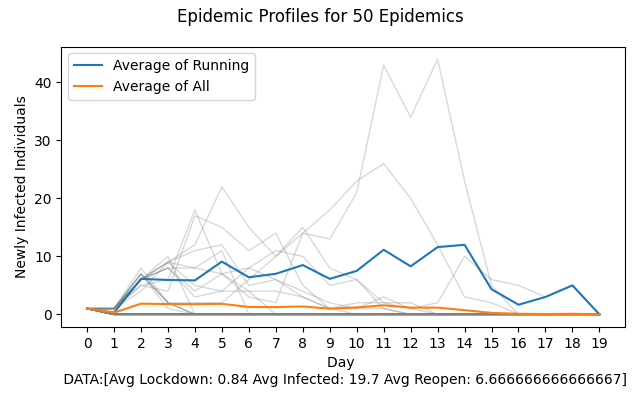 Epidemic Profiles for 50 Epidemics
Average of Running
Average of All
Newly Infected Individuals
40
30
20
10
0
0 1 2 3 4 5 6 7 8 9 10 11 12 13 14 15 16 17 18 19
Day
DATA:[Avg Lockdown: 0.84 Avg Infected: 19.7 Avg Reopen: 6.666666666666667]